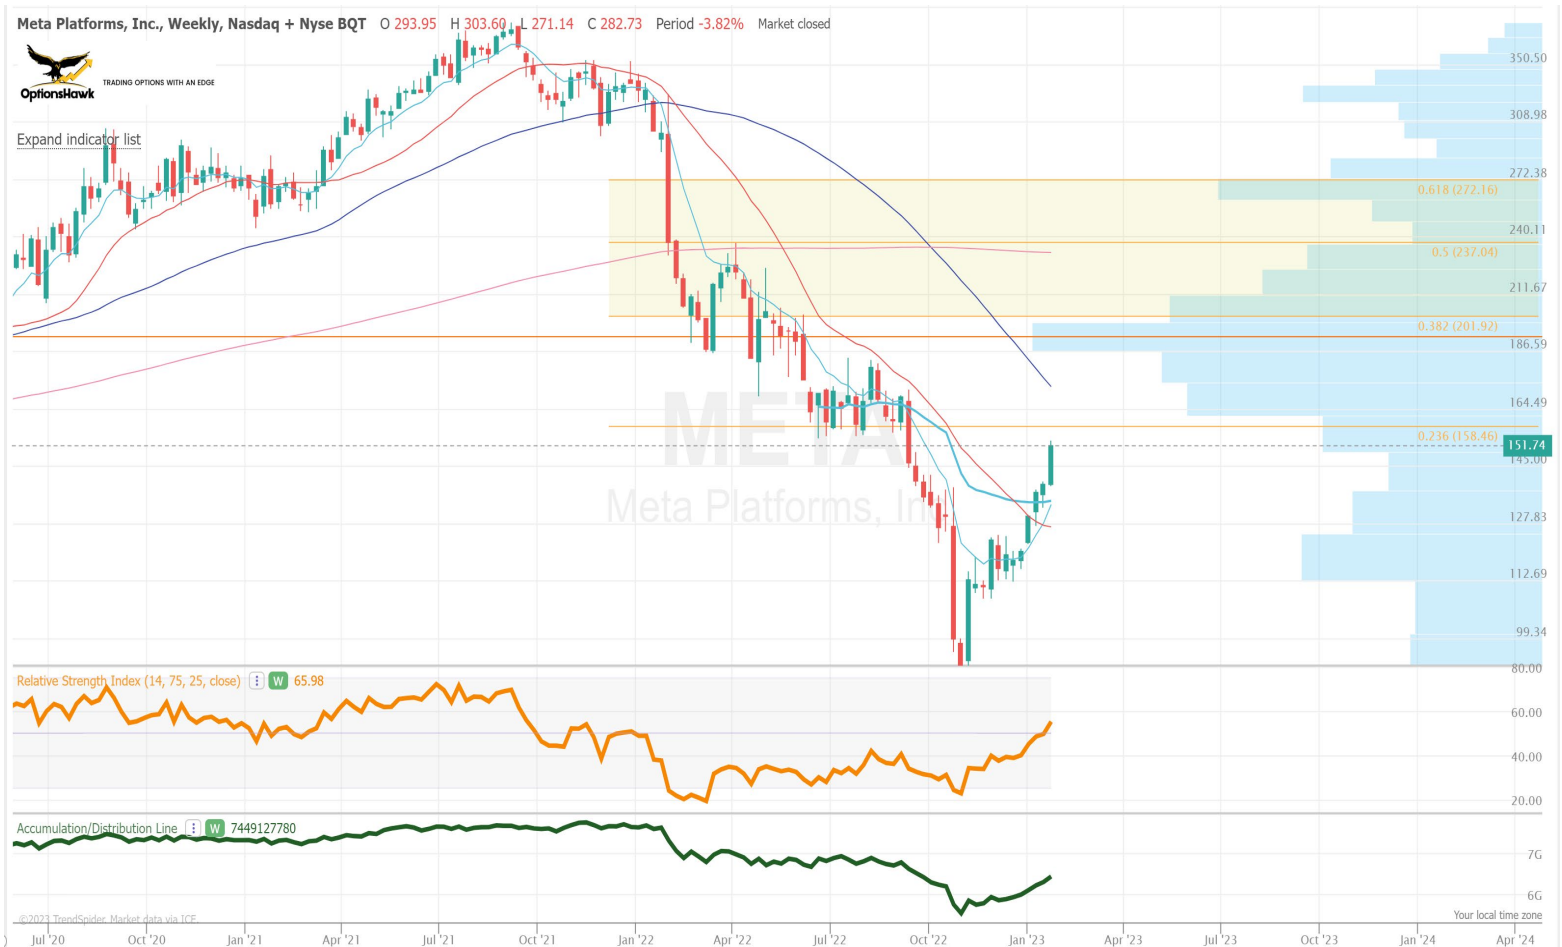 Meta Platforms, Inc., Weekly, Nasdaq + Nyse BQT O 293.95 H 303.60 L 271.14 C 282.73 Period -3.82% Market closed
TRADING OPTIONS WITH AN EDGE
OptionsHawk
Expand indicator list
META
Meta Platforms, Inc
350.50
308.98
272.38
0.618 (272.16)
240.11
0.5 (237.04)
211.67
0.382 (201.92)
186.59
164.49
0.236 (158.46)
151.74
145.00
127.83
112.69
99.34
80.00
Relative Strength Index (14, 75, 25, close) W 65.98
60.00
40.00
20.00
Accumulation/Distribution Line W 7449127780
7G
6G
©2023 TrendSpider. Market data via ICE.
Your local time zone
Jul '20 Oct '20 Jan '21 Apr '21 Jul '21 Oct '21 Jan '22 Apr '22 Jul '22 Oct '22 Jan '23 Apr '23 Jul '23 Oct '23 Jan '24 Apr '24